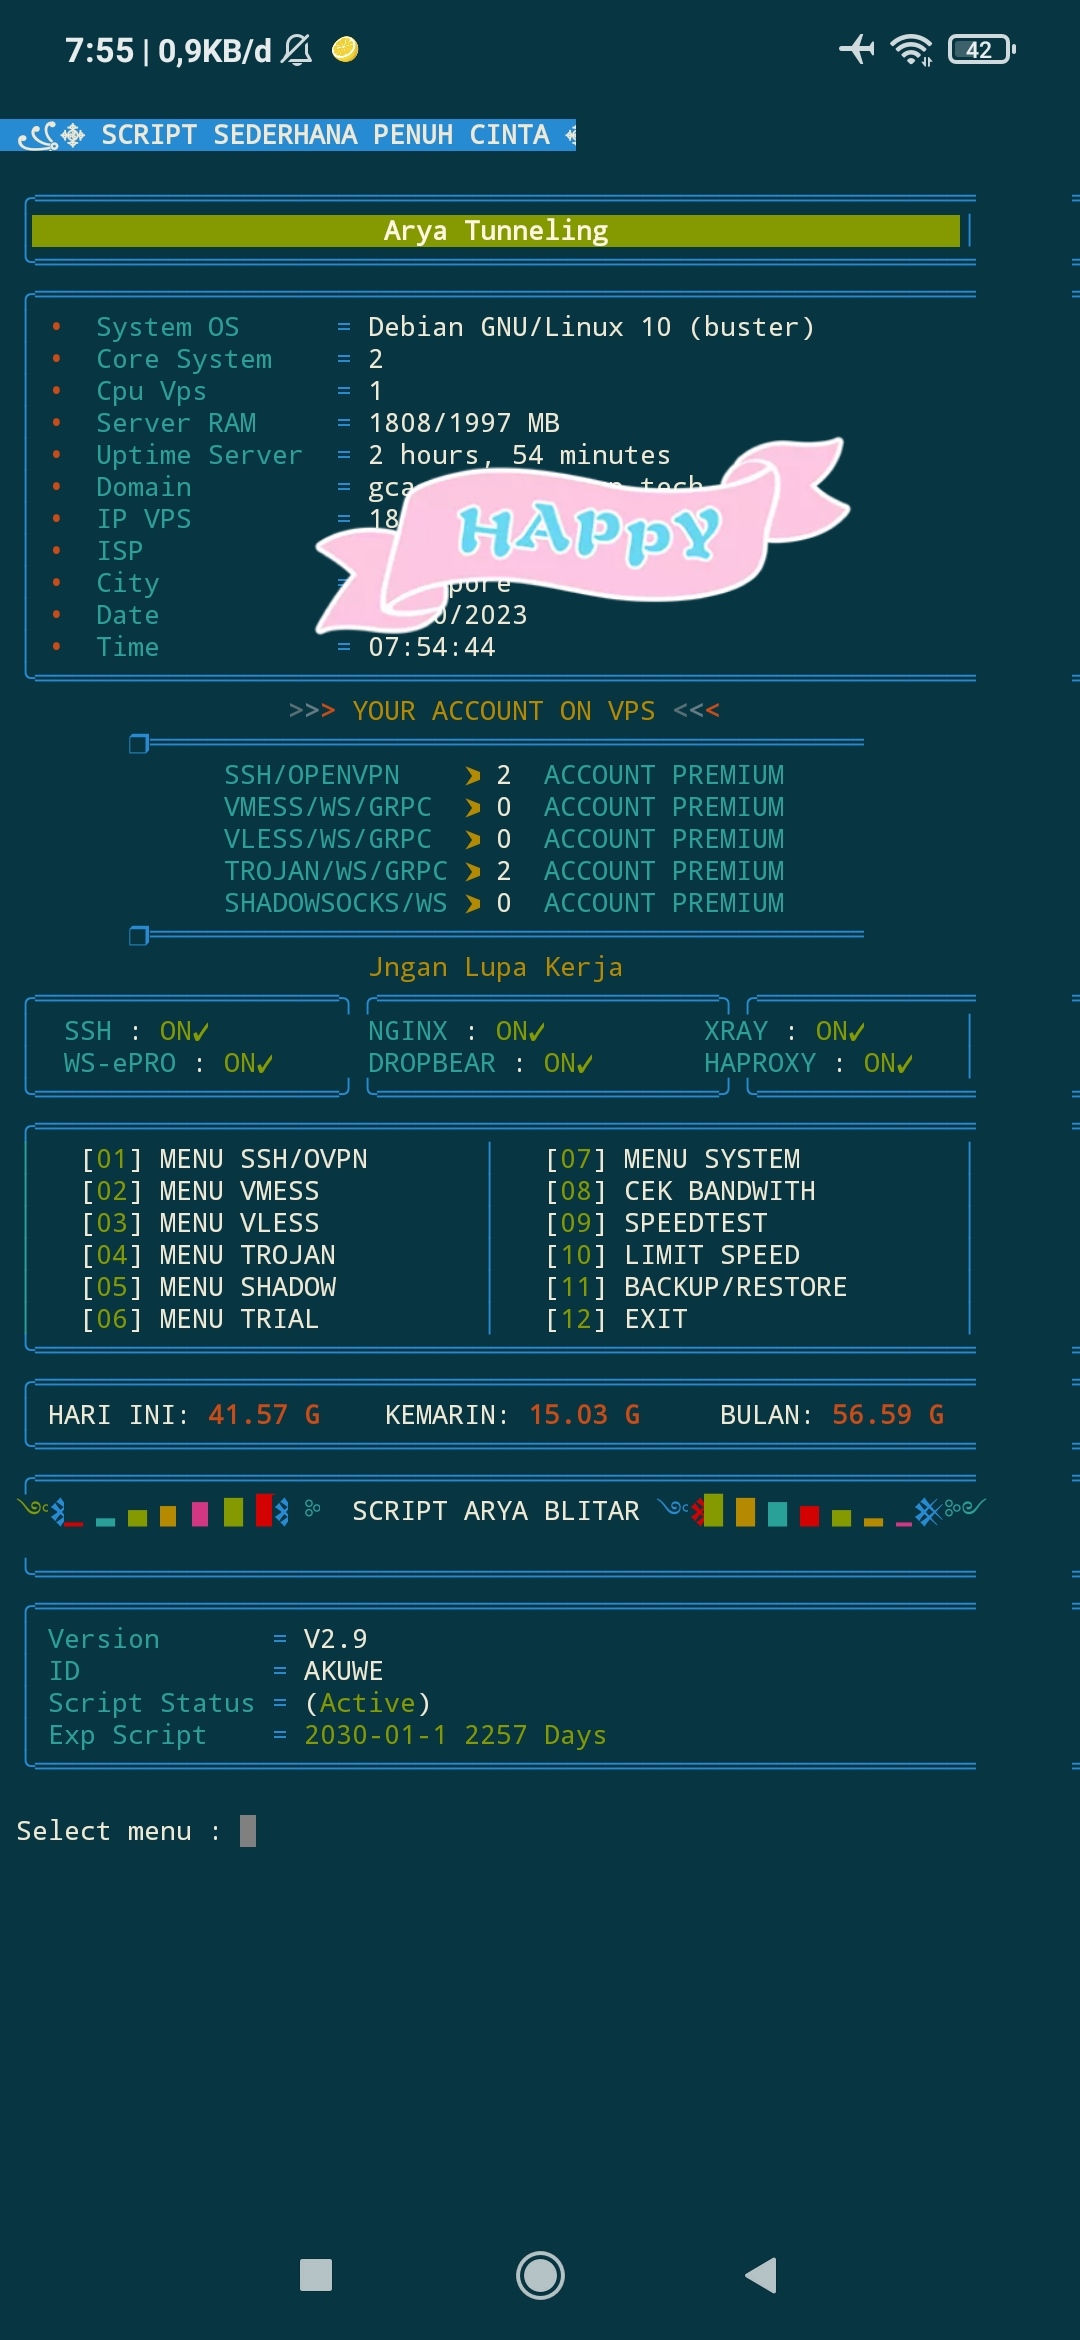 7:55 | 0,9KB/d
42
SCRIPT SEDERHANA PENUH CINTA
Arya Tunneling
• System OS = Debian GNU/Linux 10 (buster)
• Core System = 2
• Cpu Vps = 1
• Server RAM = 1808/1997 MB
• Uptime Server = 2 hours, 54 minutes
• Domain =
HAPPY
• IP VPS =
• ISP
• City =
• Date
• Time = 07:54:44
>>> YOUR ACCOUNT ON VPS <<<
SSH/OPENVPN ➤ 2 ACCOUNT PREMIUM
VMESS/WS/GRPC ➤ 0 ACCOUNT PREMIUM
VLESS/WS/GRPC ➤ 0 ACCOUNT PREMIUM
TROJAN/WS/GRPC ➤ 2 ACCOUNT PREMIUM
SHADOWSOCKS/WS ➤ 0 ACCOUNT PREMIUM
Jngan Lupa Kerja
SSH : ON✓ NGINX : ON✓ XRAY : ON✓
WS-ePRO : ON✓ DROPBEAR : ON✓ HAPROXY : ON✓
[01] MENU SSH/OVPN [07] MENU SYSTEM
[02] MENU VMESS [08] CEK BANDWITH
[03] MENU VLESS [09] SPEEDTEST
[04] MENU TROJAN [10] LIMIT SPEED
[05] MENU SHADOW [11] BACKUP/RESTORE
[06] MENU TRIAL [12] EXIT
HARI INI: 41.57 G KEMARIN: 15.03 G BULAN: 56.59 G
SCRIPT ARYA BLITAR
Version = V2.9
ID = AKUWE
Script Status = (Active)
Exp Script = 2030-01-1 2257 Days
Select menu :